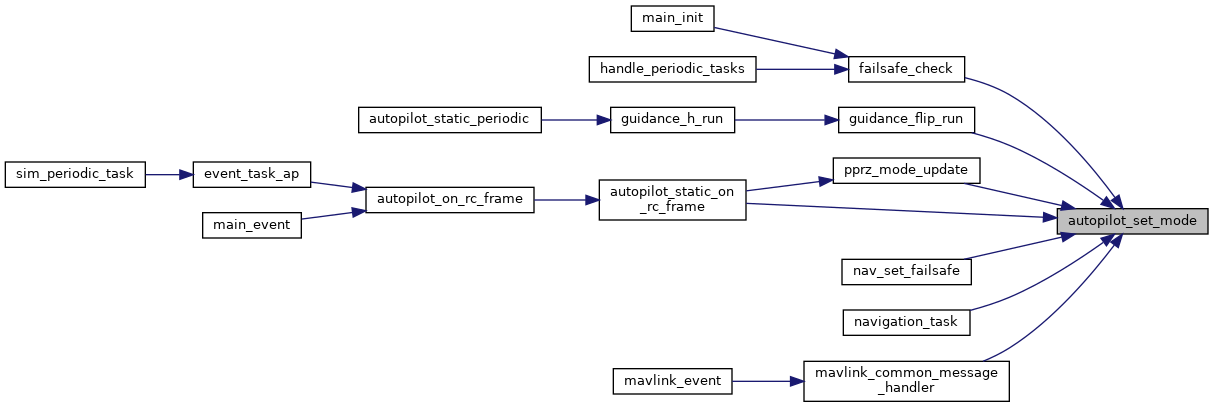 main_init
handle_periodic_tasks
failsafe_check
autopilot_static_periodic
guidance_h_run
guidance_flip_run
sim_periodic_task
event_task_ap
main_event
autopilot_on_rc_frame
autopilot_static_on
_rc_frame
pprz_mode_update
autopilot_set_mode
nav_set_failsafe
navigation_task
mavlink_event
mavlink_common_message
_handler